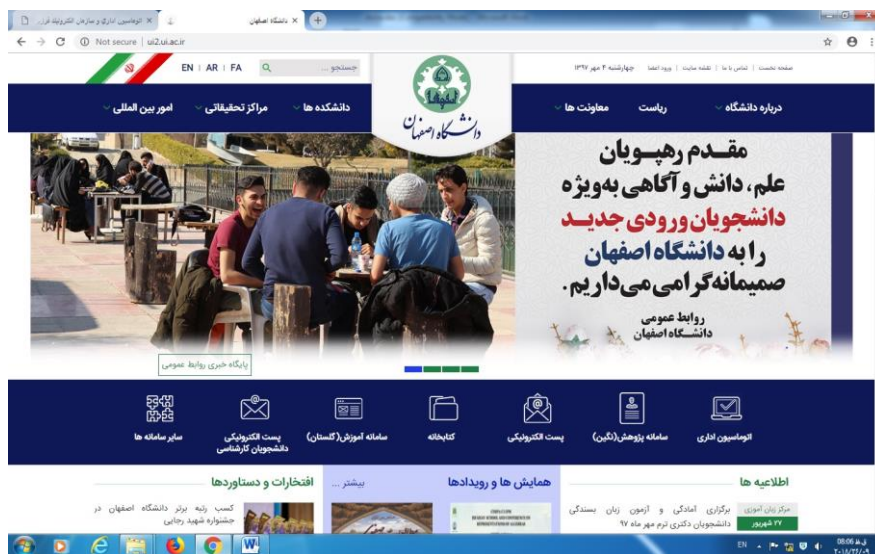 دانشگاه اصفهان
Not secure | ui2.ui.ac.ir
صفحه نخست | تماس با ما | نقشه سایت | ورود اعضا
چهارشنبه ۴ مهر ۱۳۹۷
جستجو ...
EN | AR | FA
درباره دانشگاه
ریاست
معاونت ها
دانشگاه اصفهان
دانشکده ها
مراکز تحقیقاتی
امور بین المللی
مقدم رهپویان
علم، دانش و آگاهی به‌ویژه
دانشجویان ورودی جدید
را به دانشگاه اصفهان
صمیمانه گرامی می‌داریم.
روابط عمومی
دانشگاه اصفهان
پایگاه خبری روابط عمومی
اتوماسیون اداری
سامانه پژوهش(نگین)
پست الکترونیکی
کتابخانه
سامانه آموزش(گلستان)
پست الکترونیکی
دانشجویان کارشناسی
سایر سامانه ها
اطلاعیه ها
مرکز زبان آموزی
۲۷ شهریور
برگزاری آمادگی و آزمون زبان بسندگی
دانشجویان دکتری ترم مهر ماه ۹۷
همایش ها و رویدادها
بیشتر ...
افتخارات و دستاوردها
کسب رتبه برتر دانشگاه اصفهان در
جشنواره شهید رجایی
EN